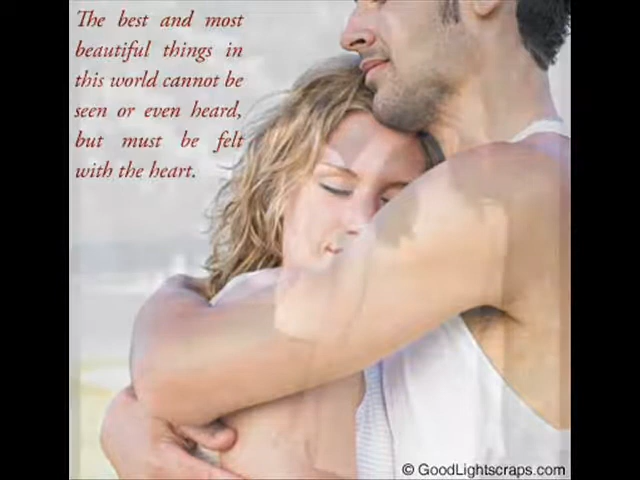 The best and most
beautiful things in
this world cannot be
seen or even heard,
but must be felt
with the heart.
© GoodLightscraps.com